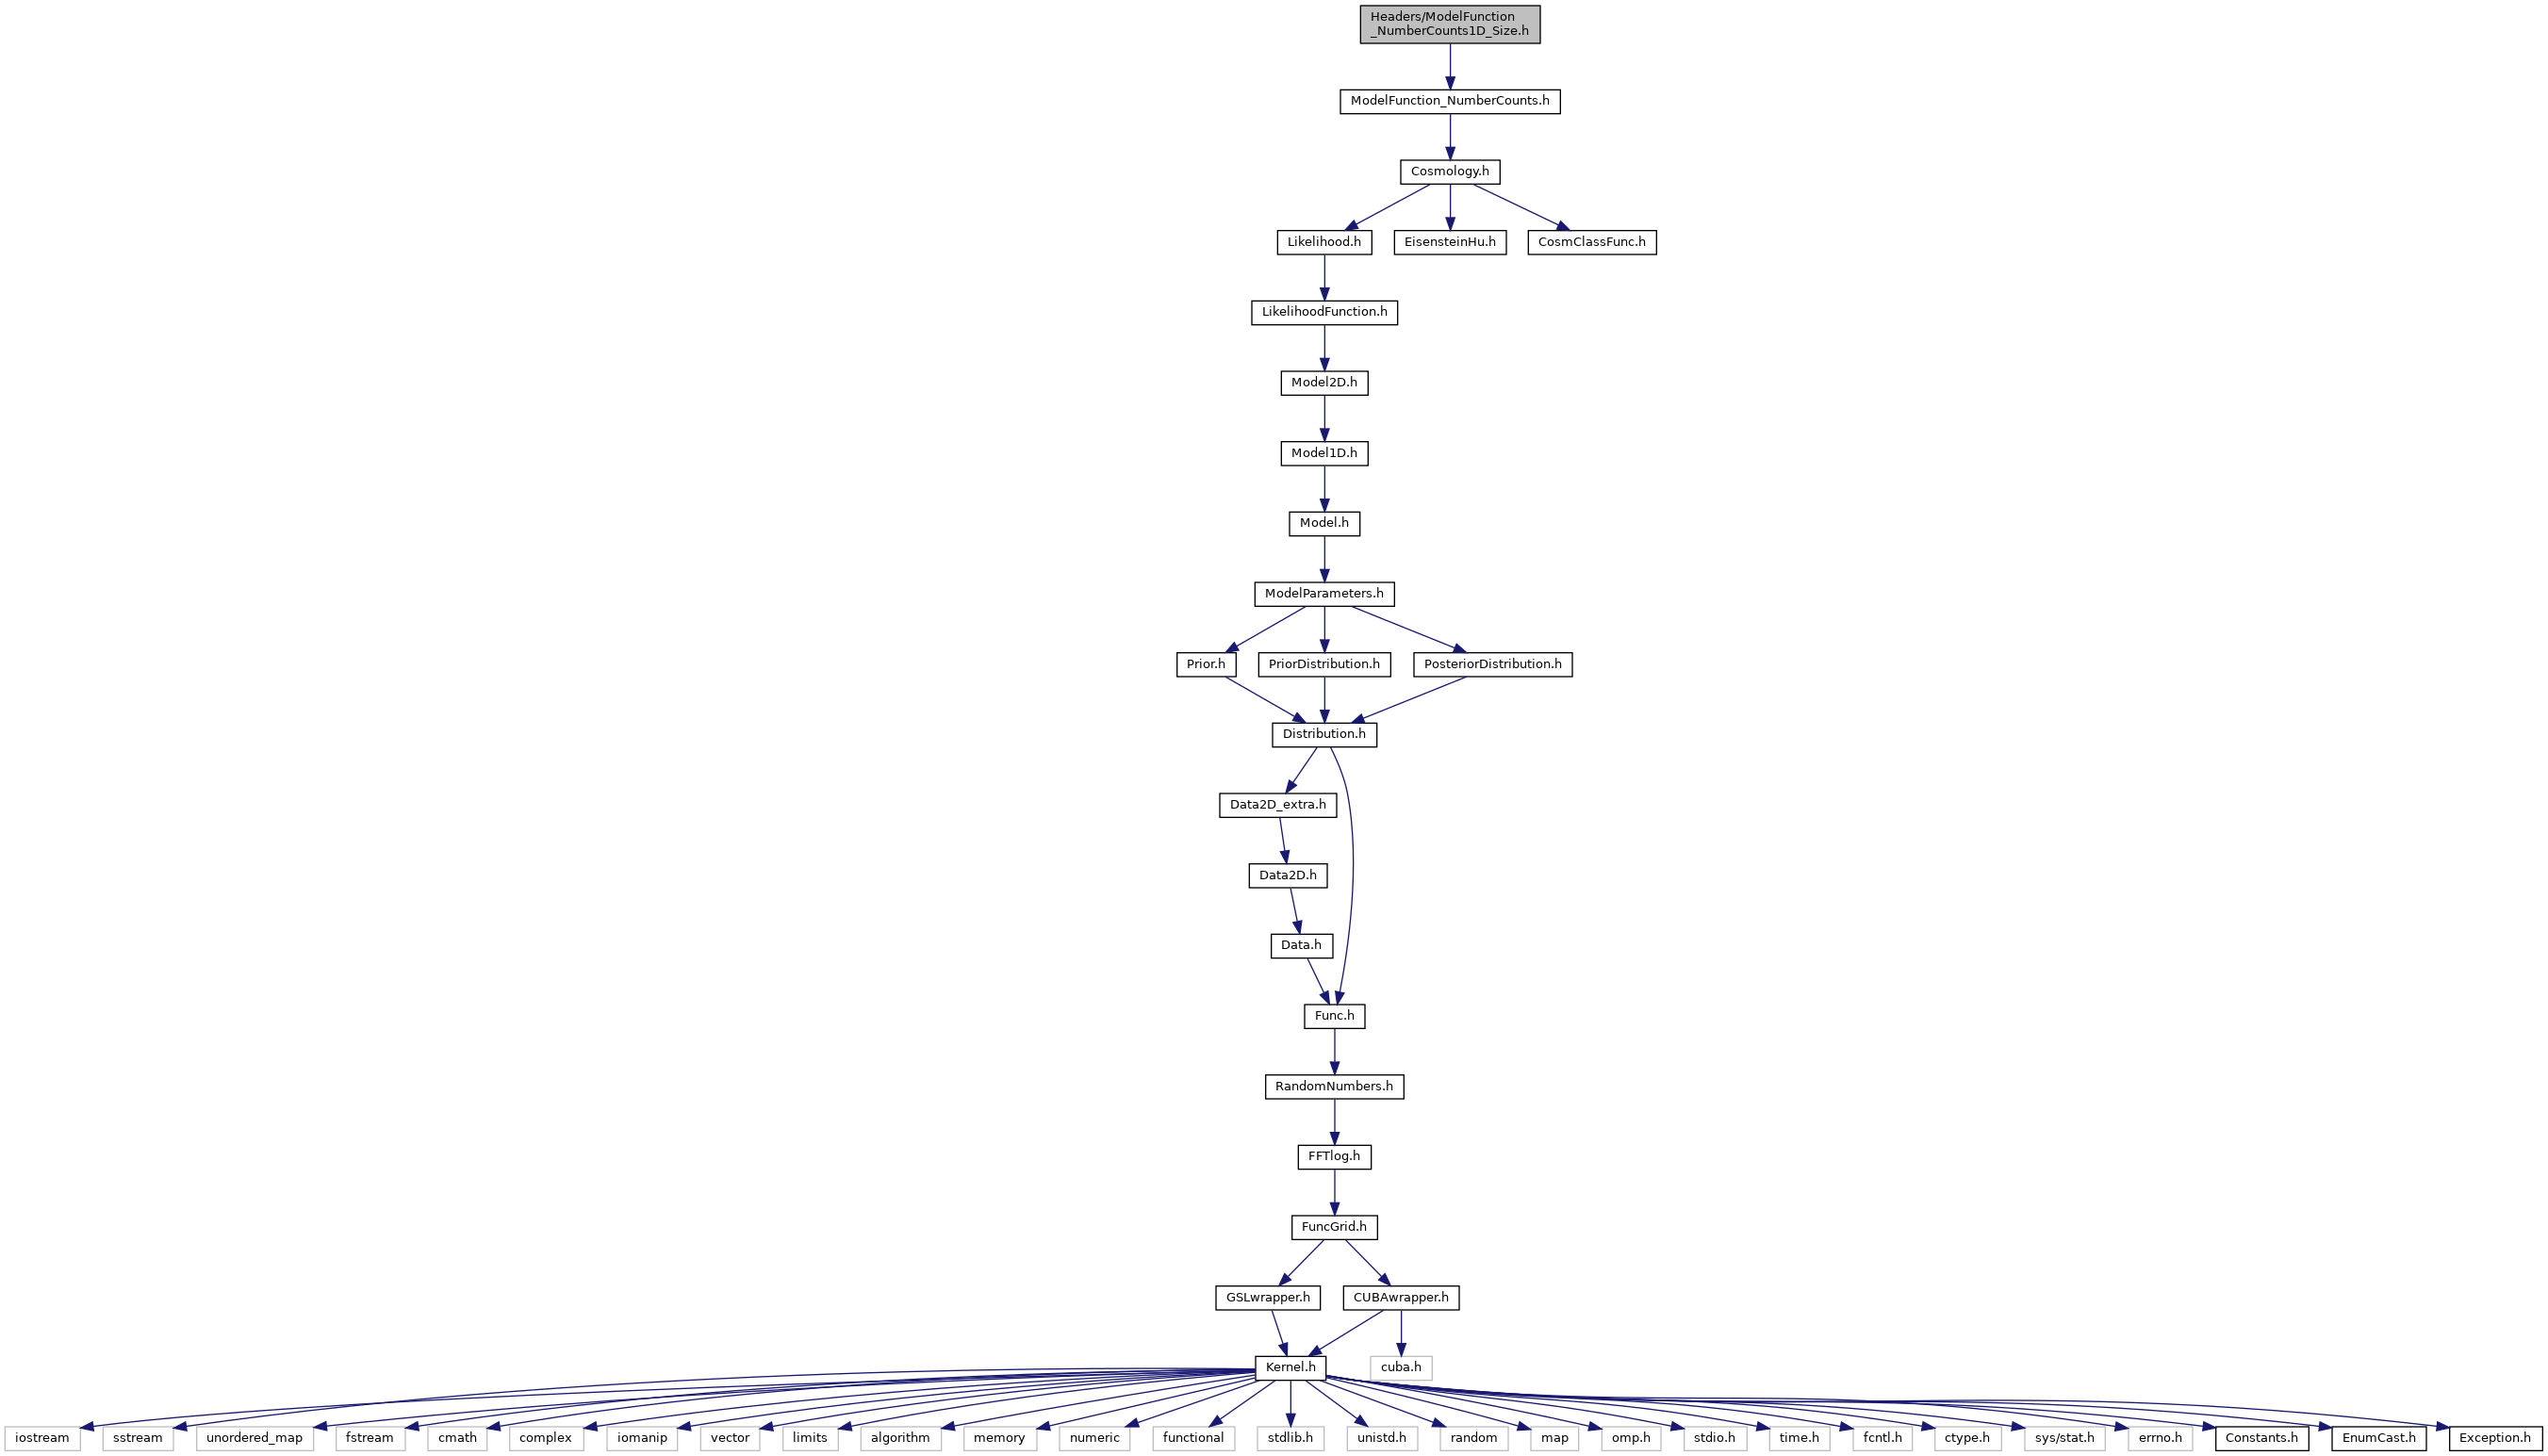 Headers/ModelFunction
_NumberCounts1D_Size.h
ModelFunction_NumberCounts.h
Cosmology.h
Likelihood.h
EisensteinHu.h
CosmClassFunc.h
LikelihoodFunction.h
Model2D.h
Model1D.h
Model.h
ModelParameters.h
Prior.h
PriorDistribution.h
PosteriorDistribution.h
Distribution.h
Data2D_extra.h
Data2D.h
Data.h
Func.h
RandomNumbers.h
FFTlog.h
FuncGrid.h
GSLwrapper.h
CUBAwrapper.h
Kernel.h
cuba.h
iostream
sstream
unordered_map
fstream
cmath
complex
iomanip
vector
limits
algorithm
memory
numeric
functional
stdlib.h
unistd.h
random
map
omp.h
stdio.h
time.h
fcntl.h
ctype.h
sys/stat.h
errno.h
Constants.h
EnumCast.h
Exception.h